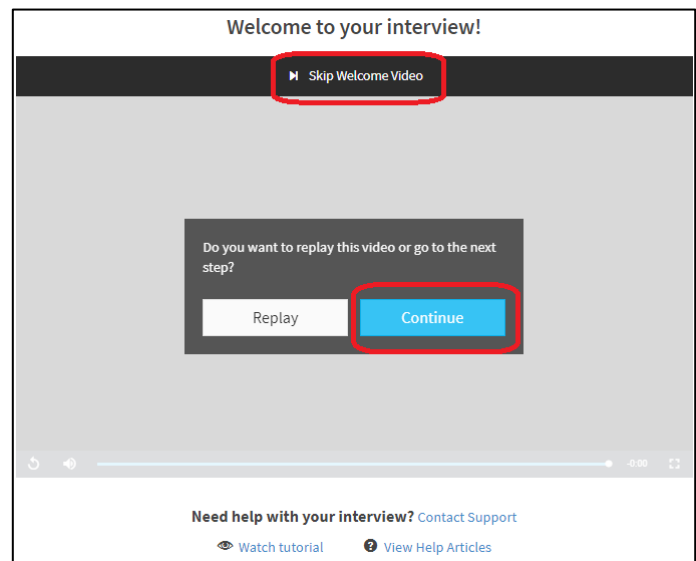 Welcome to your interview!
Skip Welcome Video
Do you want to replay this video or go to the next
step?
Replay Continue
-0:00
Need help with your interview? Contact Support
Watch tutorial View Help Articles